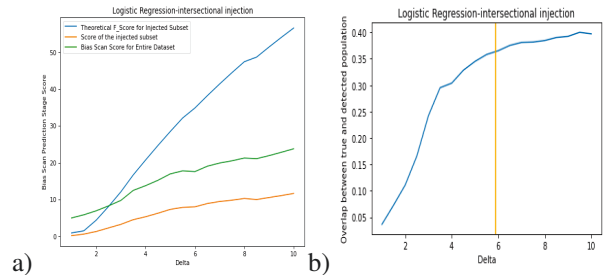 Logistic Regression-intersectional injection
Theoretical F_Score for Injected Subset
Score of the injected subset
Bias Scan Score for Entire Dataset
Bias Scan Prediction Stage Score
50
40
30
20
10
0
2
4
6
8
10
Delta
a)
Logistic Regression-intersectional injection
Overlap between true and detected population
0.40
0.35
0.30
0.25
0.20
0.15
0.10
0.05
2
4
6
8
10
Delta
b)